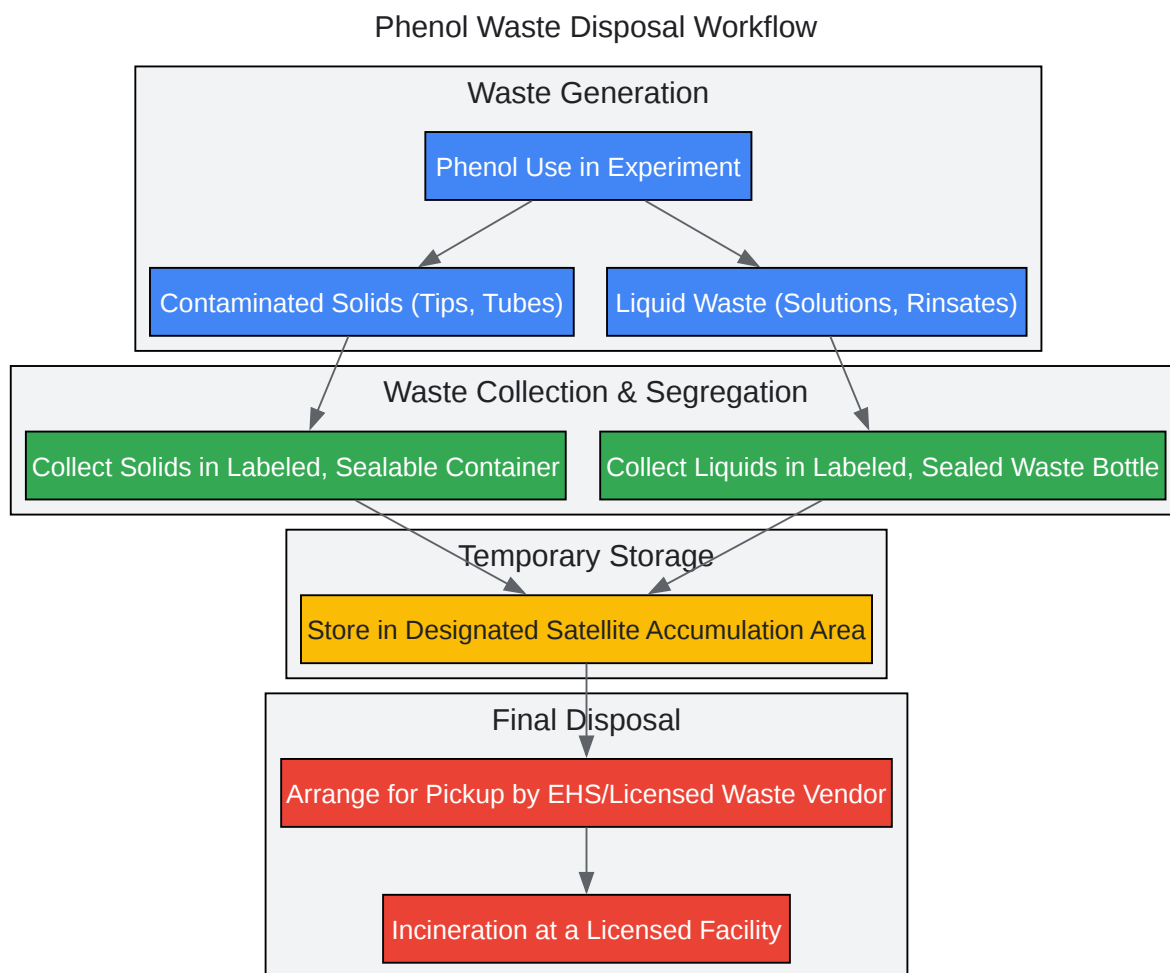 Phenol Waste Disposal Workflow
Waste Generation
Phenol Use in Experiment
Contaminated Solids (Tips, Tubes)
Liquid Waste (Solutions, Rinsates)
Waste Collection & Segregation
Collect Solids in Labeled, Sealable Container
Collect Liquids in Labeled, Sealed Waste Bottle
Temporary Storage
Store in Designated Satellite Accumulation Area
Final Disposal
Arrange for Pickup by EHS/Licensed Waste Vendor
Incineration at a Licensed Facility